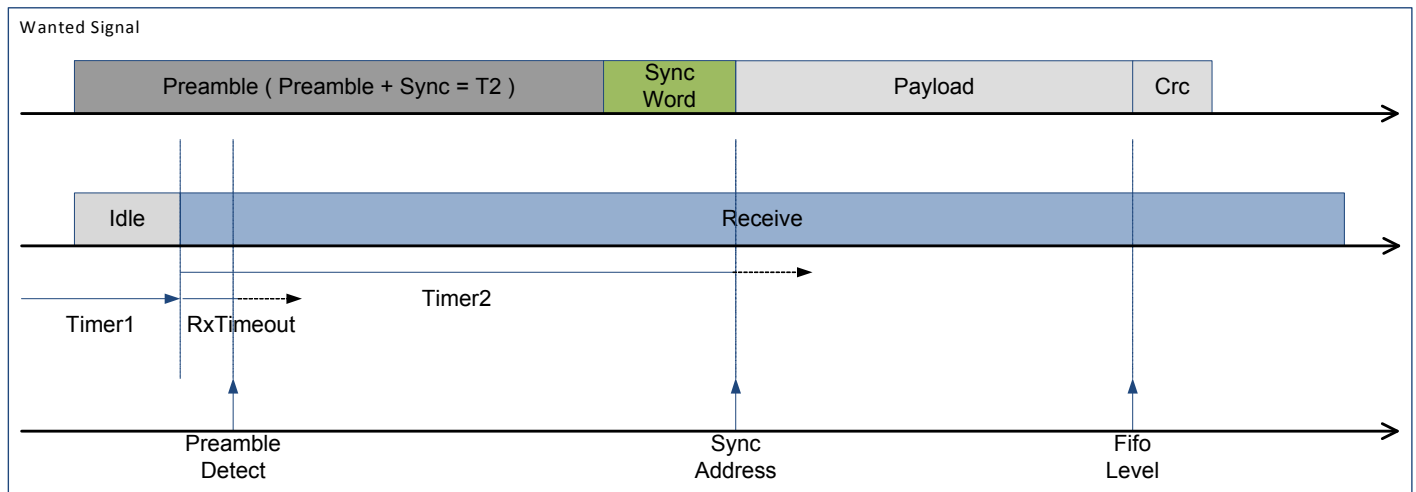 Wanted Signal
Preamble ( Preamble + Sync = T2 )
Sync
Word
Payload
Crc
Idle
Receive
Timer2
Timer1
RxTimeout
Preamble
Detect
Sync
Address
Fifo
Level